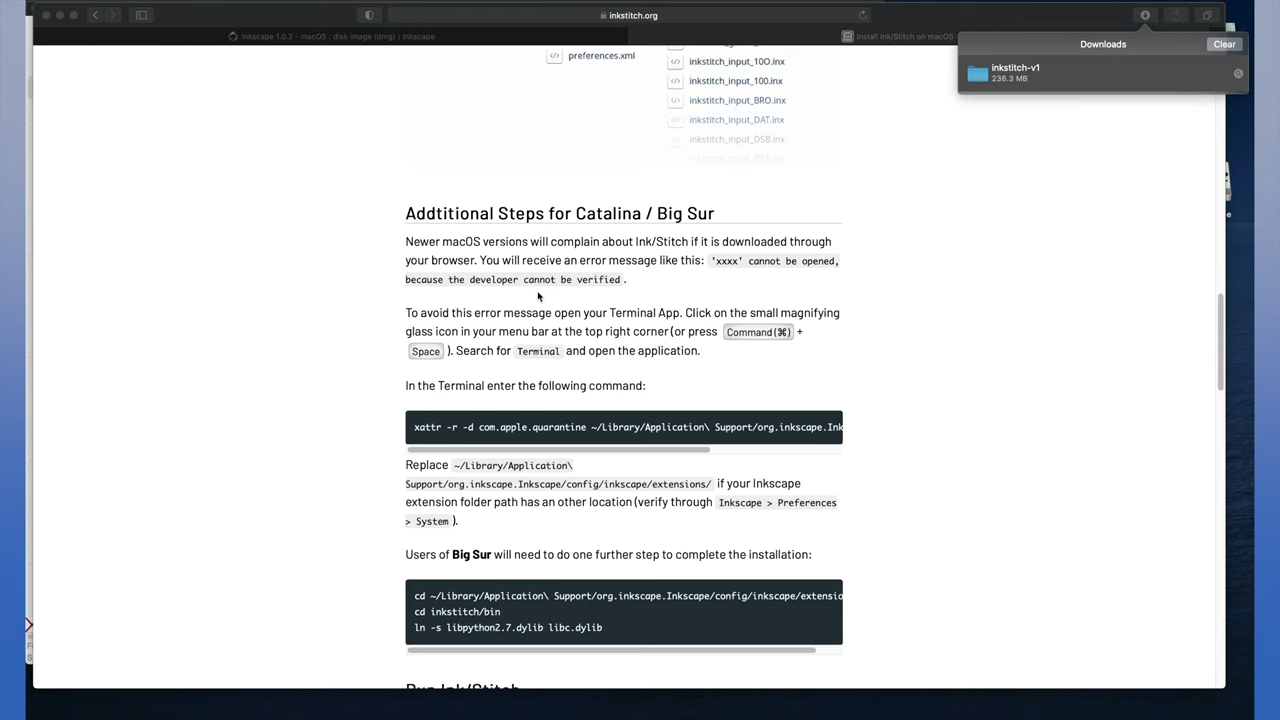 inkstitch.org
Inkscape 1.0.2 - macOS : disk image (dmg) | Inkscape
Install Ink/Stitch on macOS -
Downloads
Clear
inkstitch-v1
236.3 MB
preferences.xml
inkstitch_input_10O.inx
inkstitch_input_100.inx
inkstitch_input_BRO.inx
inkstitch_input_DAT.inx
inkstitch_input_DSB.inx
inkstitch_input_DST.inx
Addtitional Steps for Catalina / Big Sur
Newer macOS versions will complain about Ink/Stitch if it is downloaded through
your browser. You will receive an error message like this: 'xxxx' cannot be opened,
because the developer cannot be verified .
To avoid this error message open your Terminal App. Click on the small magnifying
glass icon in your menu bar at the top right corner (or press Command(⌘) +
Space ). Search for Terminal and open the application.
In the Terminal enter the following command:
xattr -r -d com.apple.quarantine ~/Library/Application\ Support/org.inkscape.Ink
Replace ~/Library/Application\
Support/org.inkscape.Inkscape/config/inkscape/extensions/ if your Inkscape
extension folder path has an other location (verify through Inkscape > Preferences
> System ).
Users of Big Sur will need to do one further step to complete the installation:
cd ~/Library/Application\ Support/org.inkscape.Inkscape/config/inkscape/extensio
cd inkstitch/bin
ln -s libpython2.7.dylib libc.dylib
Run Ink/Stitch